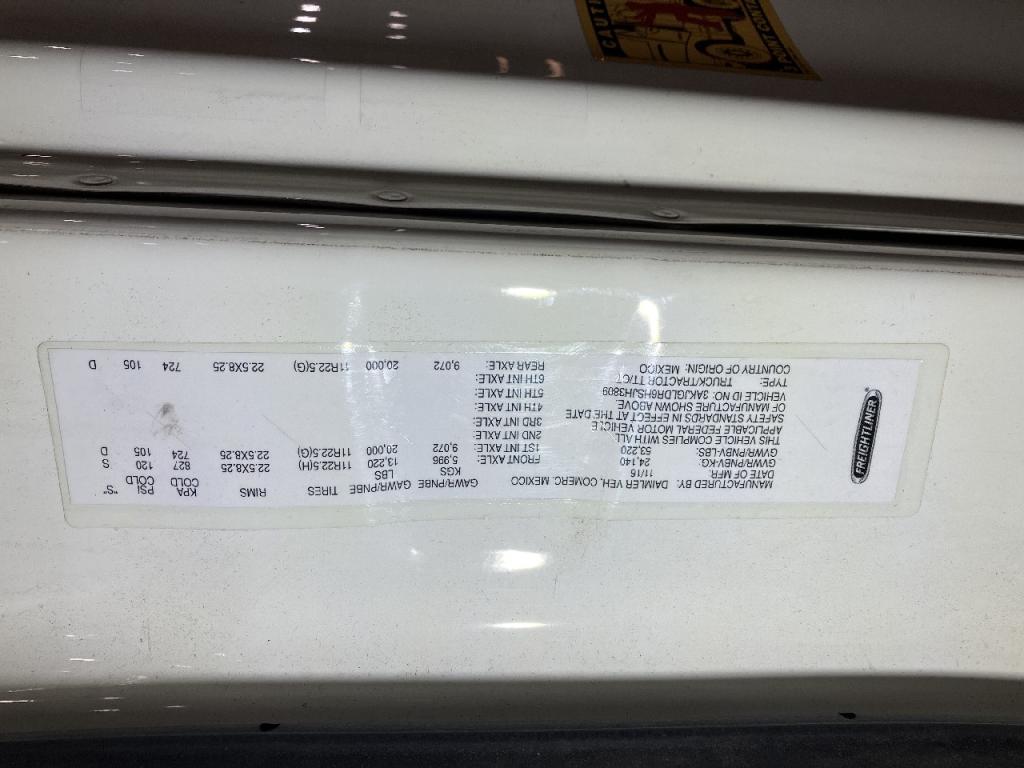 FREIGHTLINER
MANUFACTURED BY: DAIMLER VEH. COMERC. MEXICO
DATE OF MFR: 11/16
GVWR/PNBV-KG: 24,140
GVWR/PNBV-LBS: 53,220
THIS VEHICLE COMPLIES WITH ALL
APPLICABLE FEDERAL MOTOR VEHICLE
SAFETY STANDARDS IN EFFECT AT THE DATE
OF MANUFACTURE SHOWN ABOVE.
VEHICLE ID NO: 3AKJGLDR6HSJH3809
TYPE: TRUCK/TRACTOR TT/CT
COUNTRY OF ORIGIN: MEXICO
GAWR/PNBE KGS GAWR/PNBE LBS TIRES RIMS KPA COLD PSI COLD "S"
FRONT AXLE: 5,996 13,220 11R22.5(H) 22.5X8.25 827 120 S
1ST INT AXLE: 9,072 20,000 11R22.5(G) 22.5X8.25 724 105 D
2ND INT AXLE:
3RD INT AXLE:
4TH INT AXLE:
5TH INT AXLE:
6TH INT AXLE:
REAR AXLE: 9,072 20,000 11R22.5(G) 22.5X8.25 724 105 D